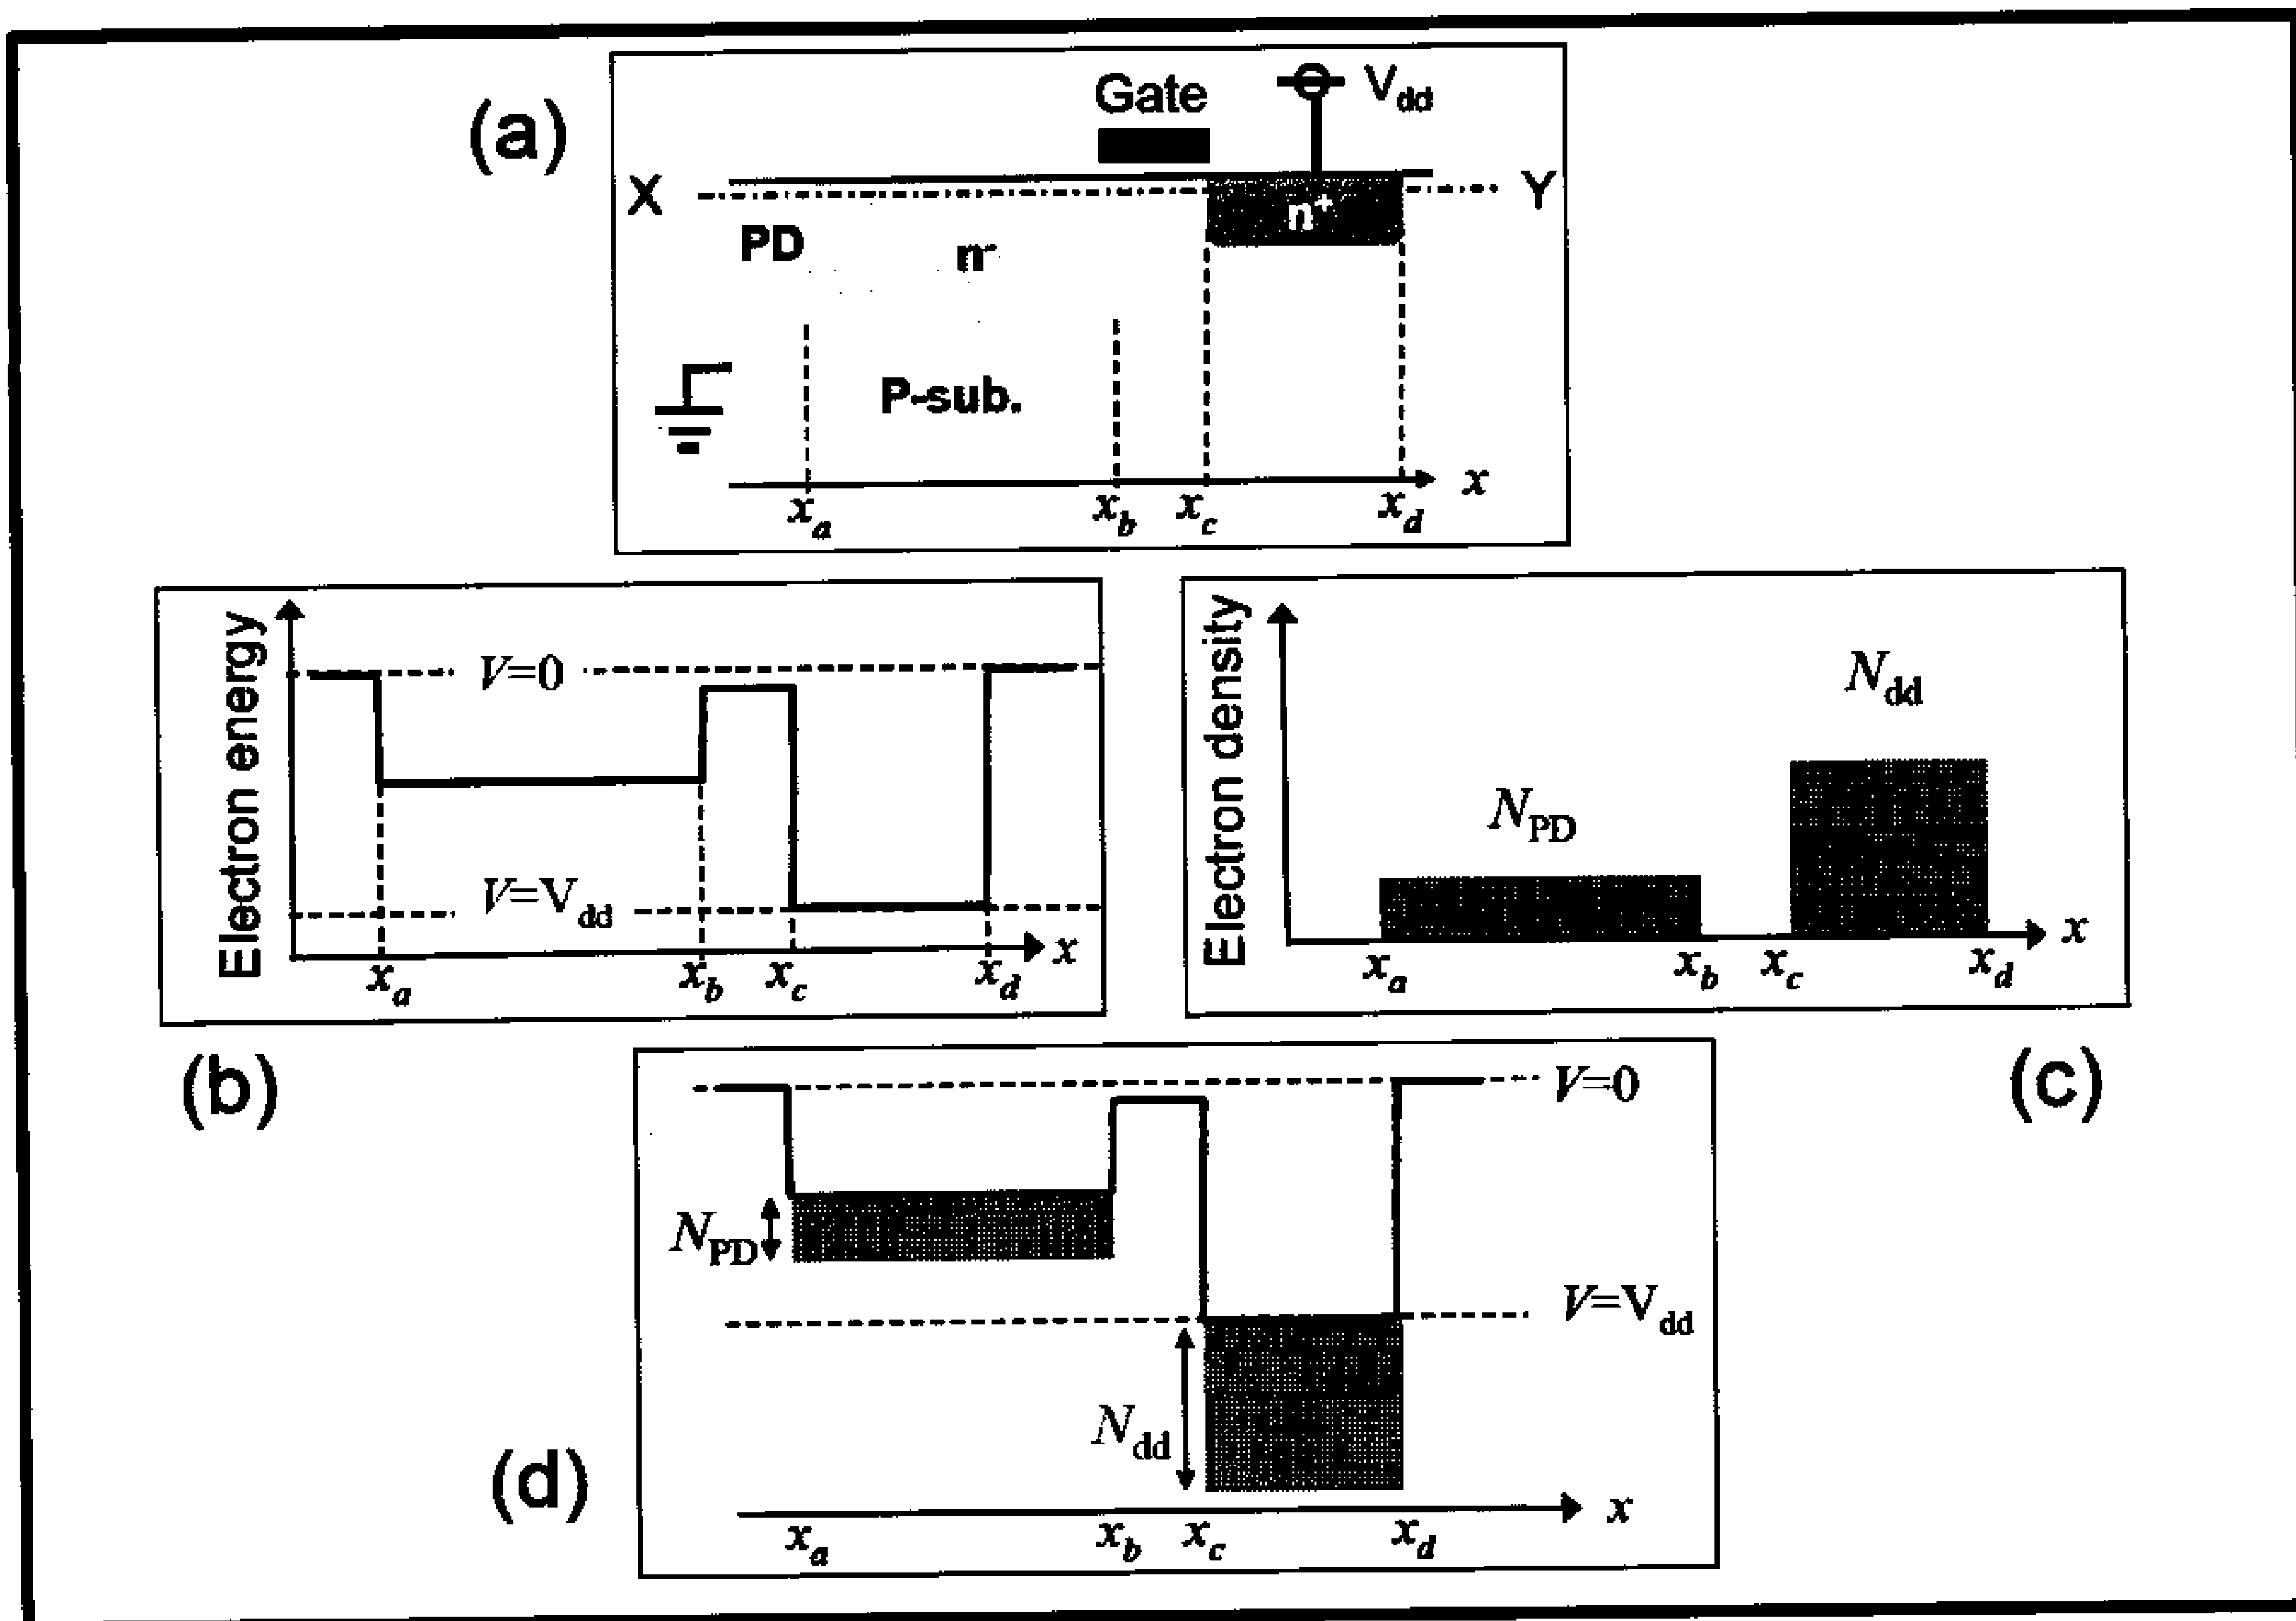 (a)
Gate
V_dd
X
Y
PD
n⁻
n⁺
P-sub.
x_a x_b x_c x_d x
Electron energy
V=0
V=V_dd
x_a x_b x_c x_d x
(b)
Electron density
N_PD
N_dd
x_a x_b x_c x_d x
(c)
V=0
N_PD
V=V_dd
N_dd
(d)
x_a x_b x_c x_d x